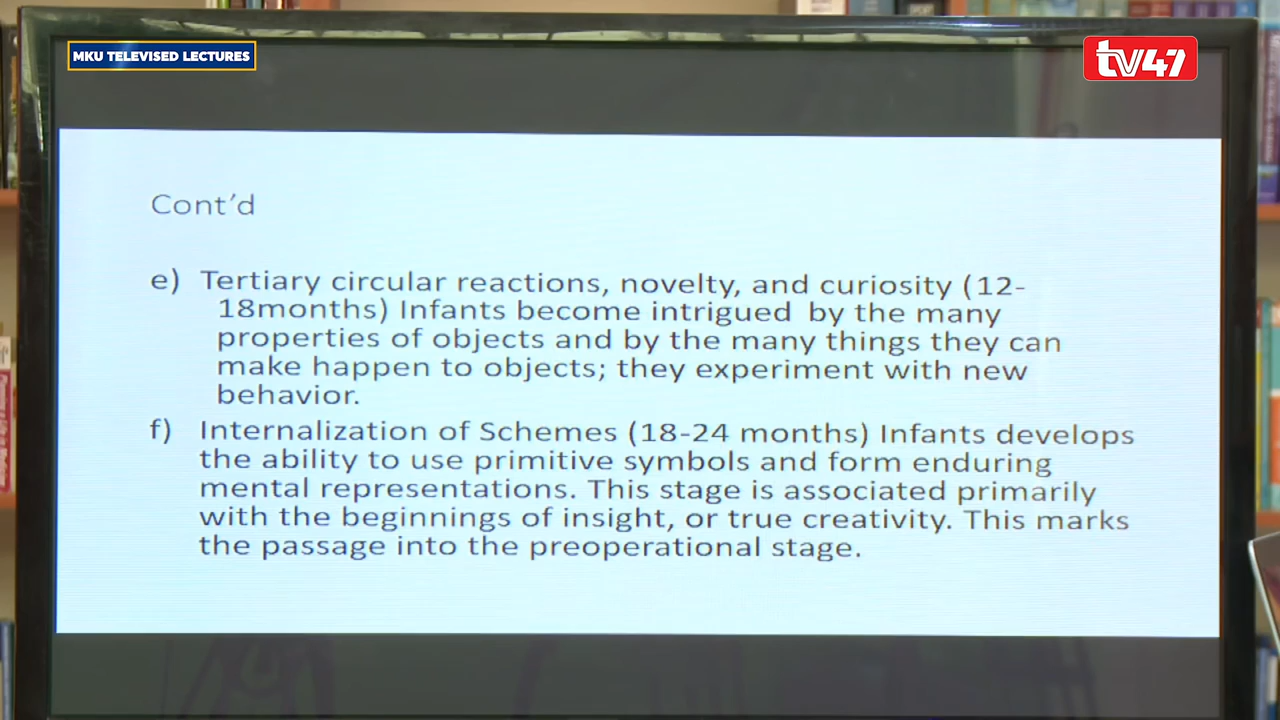 MKU TELEVISED LECTURES
tv47
Cont'd
e) Tertiary circular reactions, novelty, and curiosity (12-
18months) Infants become intrigued by the many
properties of objects and by the many things they can
make happen to objects; they experiment with new
behavior.
f) Internalization of Schemes (18-24 months) Infants develops
the ability to use primitive symbols and form enduring
mental representations. This stage is associated primarily
with the beginnings of insight, or true creativity. This marks
the passage into the preoperational stage.